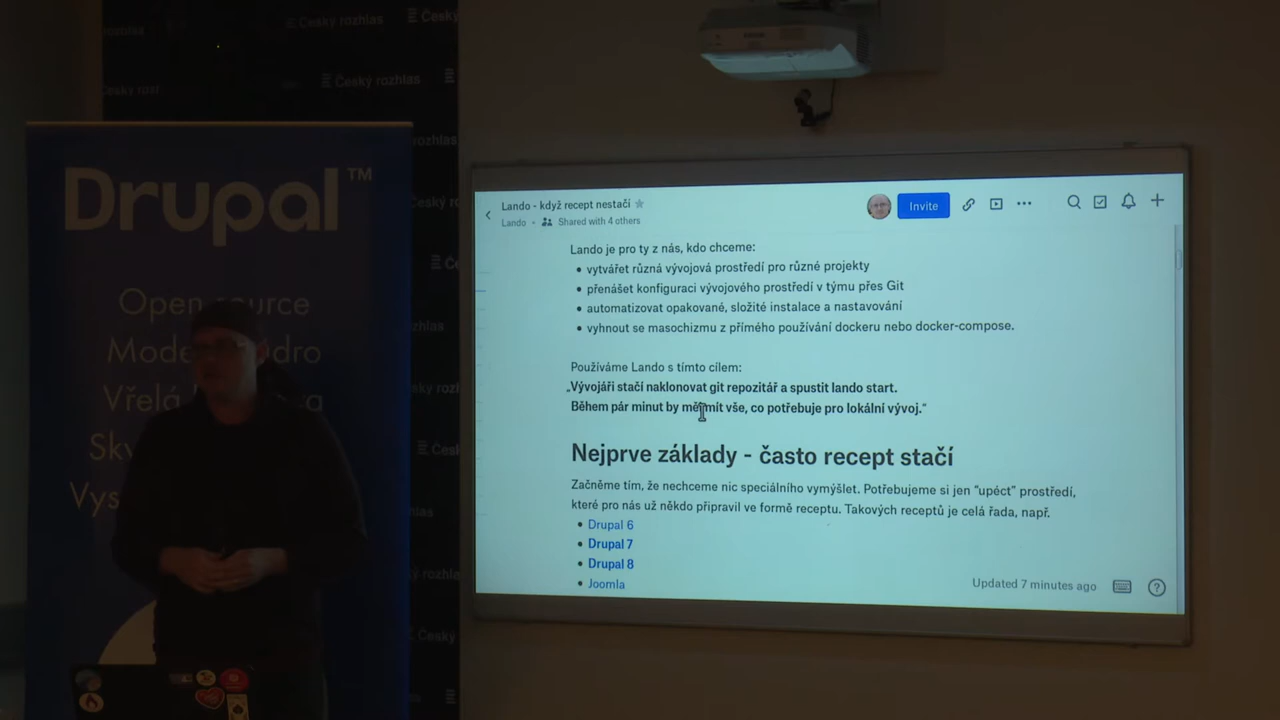 Český rozhlas
Český
Český rozhlas
Drupal™
Open source
Lando - když recept nestačí
Lando • Shared with 4 others
Invite
Lando je pro ty z nás, kdo chceme:
• vytvářet různá vývojová prostředí pro různé projekty
• přenášet konfiguraci vývojového prostředí v týmu přes Git
• automatizovat opakované, složité instalace a nastavování
• vyhnout se masochizmu z přímého používání dockeru nebo docker-compose.
Používáme Lando s tímto cílem:
„Vývojáři stačí naklonovat git repozitář a spustit lando start.
Během pár minut by měl mít vše, co potřebuje pro lokální vývoj.“
Nejprve základy - často recept stačí
Začněme tím, že nechceme nic speciálního vymýšlet. Potřebujeme si jen "upéct" prostředí,
které pro nás už někdo připravil ve formě receptu. Takových receptů je celá řada, např.
• Drupal 6
• Drupal 7
• Drupal 8
• Joomla
Updated 7 minutes ago